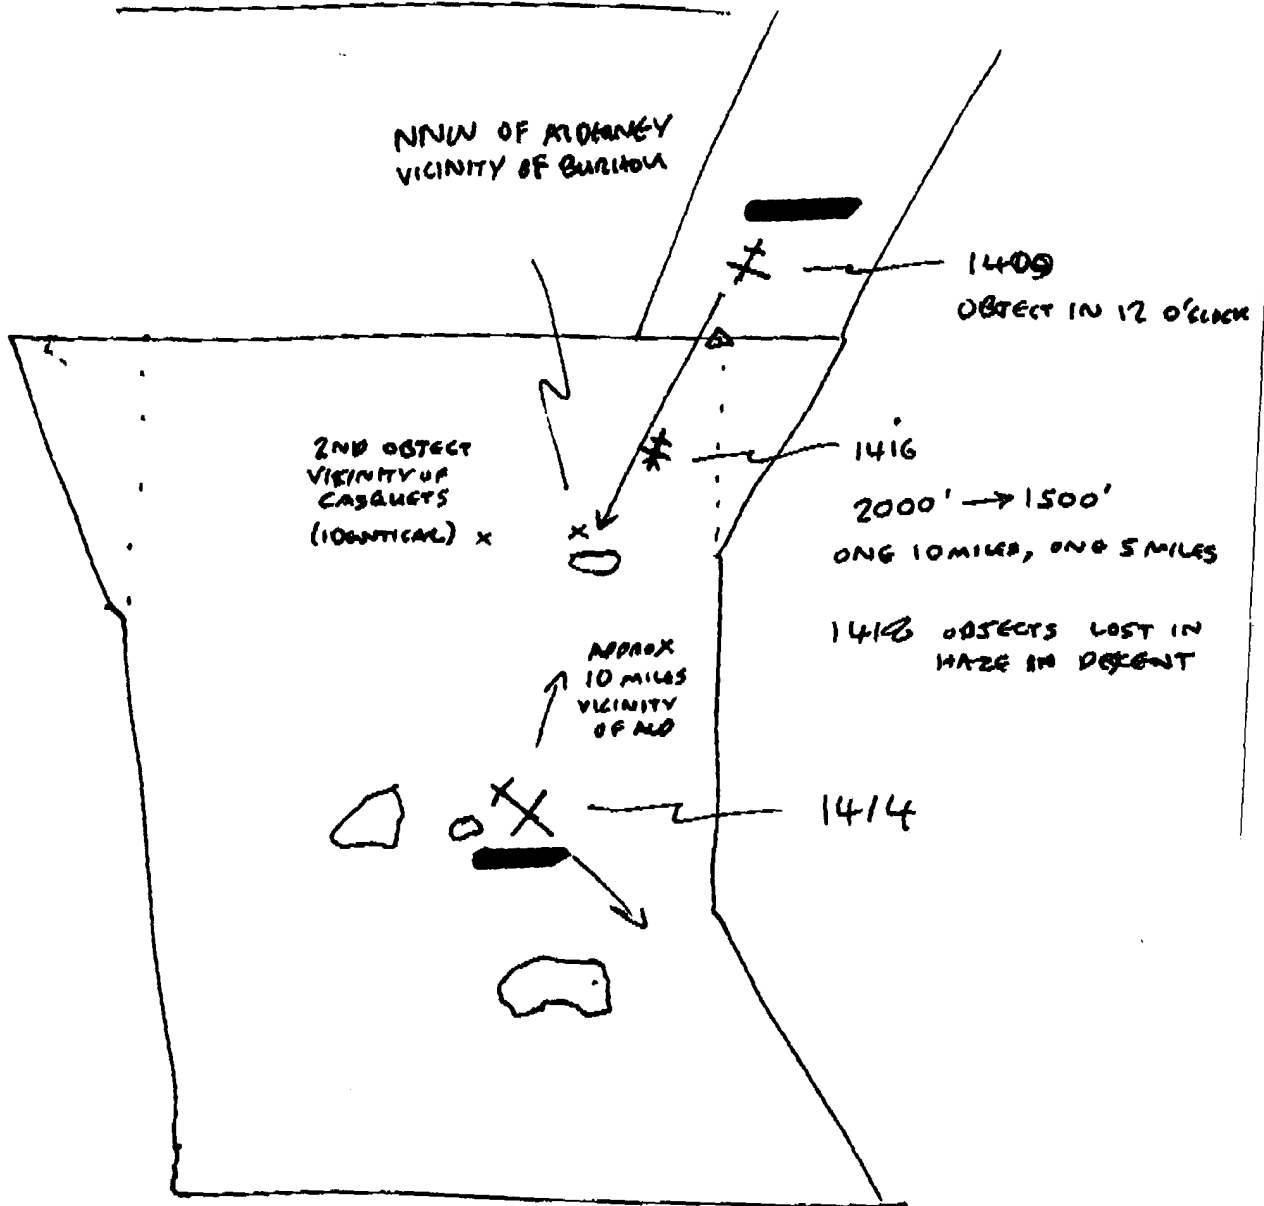 NNW OF ALDERNEY
VICINITY OF BURHOU
1409
OBJECT IN 12 O'CLOCK
2ND OBJECT
VICINITY OF
CASQUETS
(IDENTICAL) x
1416
2000' → 1500'
ONE 10 MILES, ONE 5 MILES
1418 OBJECTS LOST IN
HAZE IN DESCENT
APPROX
10 MILES
VICINITY
OF ALD
1414